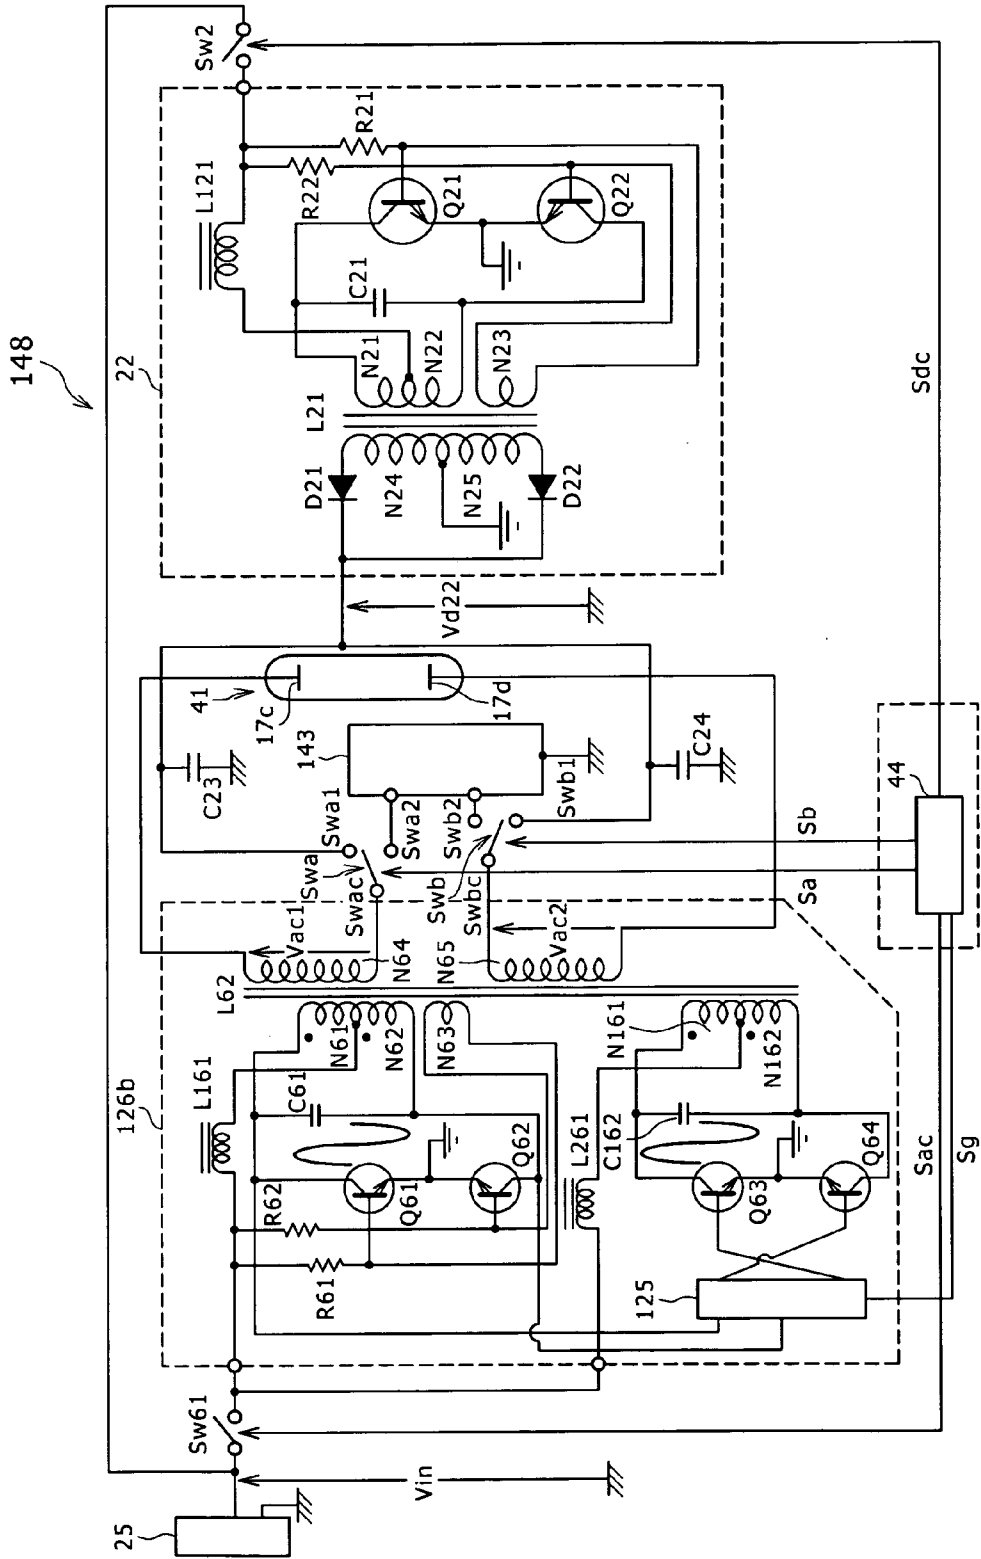 148
Sw2
22
L121
R21
R22
Q21
Q22
C21
N21
N22
N23
L21
D21
N24
N25
D22
Vd22
Sdc
41
17c
17d
143
C23
C24
44
Swa1
Swa2
Swb2
Swb1
Swa
Swac
Swb
Swbc
Sb
Sa
Vac1
Vac2
N64
N65
L62
126b
L161
N61
N62
N63
N161
N162
C61
C162
L261
Q61
Q62
R62
R61
Q63
Q64
125
Sac
Sg
Sw61
Vin
25